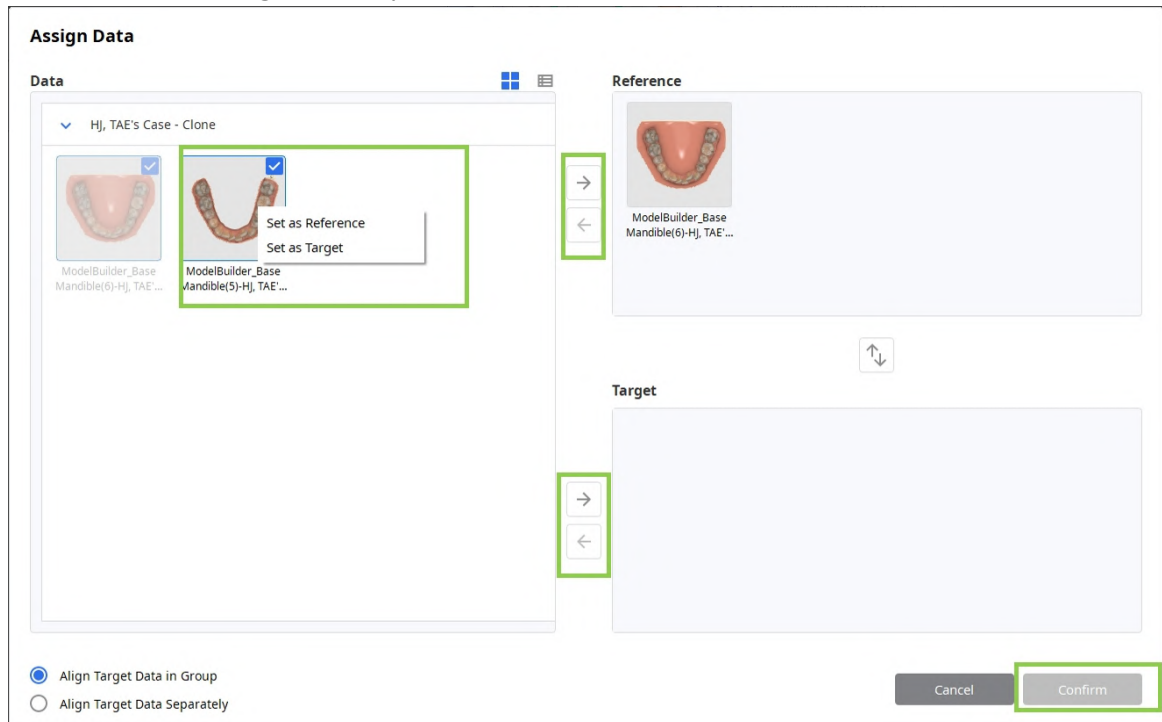 Assign Data
Data
Reference
HJ, TAE's Case - Clone
ModelBuilder_Base
Mandible(6)-HJ, TAE'...
Set as Reference
Set as Target
ModelBuilder_Base
Mandible(5)-HJ, TAE'...
ModelBuilder_Base
Mandible(6)-HJ, TAE'...
Target
Align Target Data in Group
Align Target Data Separately
Cancel
Confirm